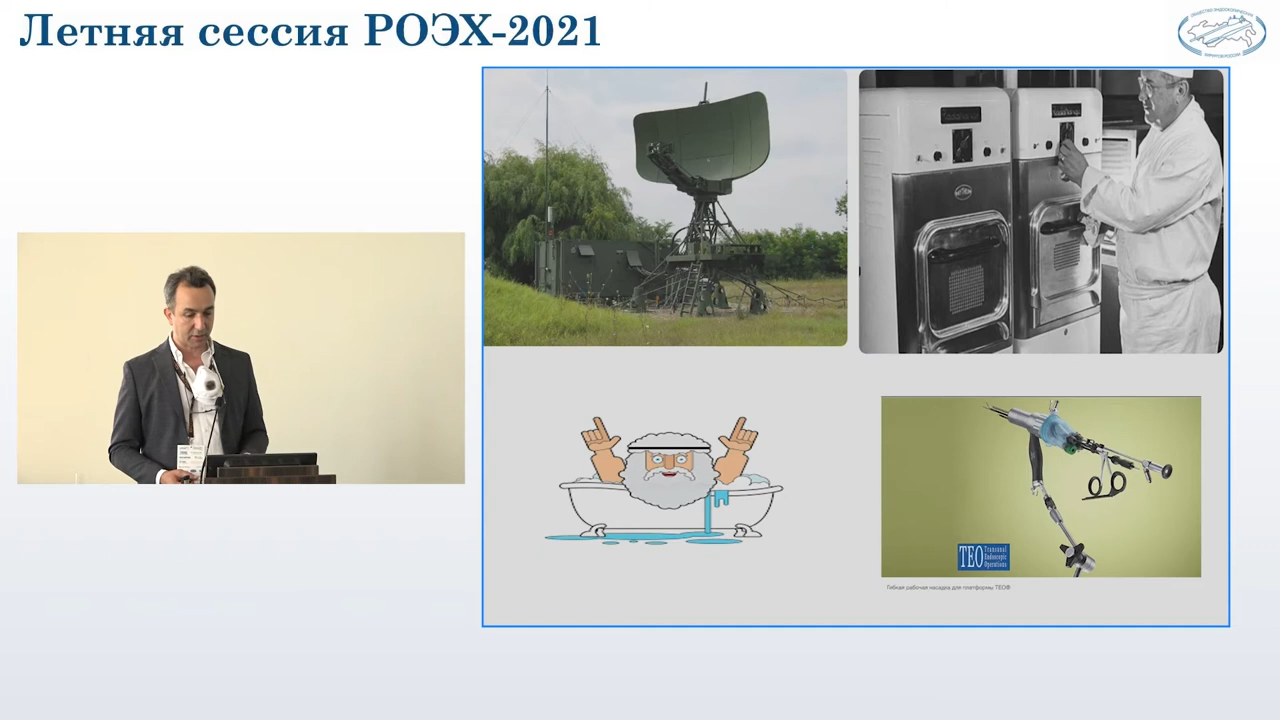 Летняя сессия РОЭХ-2021
TEO
Transanal
Endoscopic
Operations
Гибкая рабочая насадка для платформы TEO®